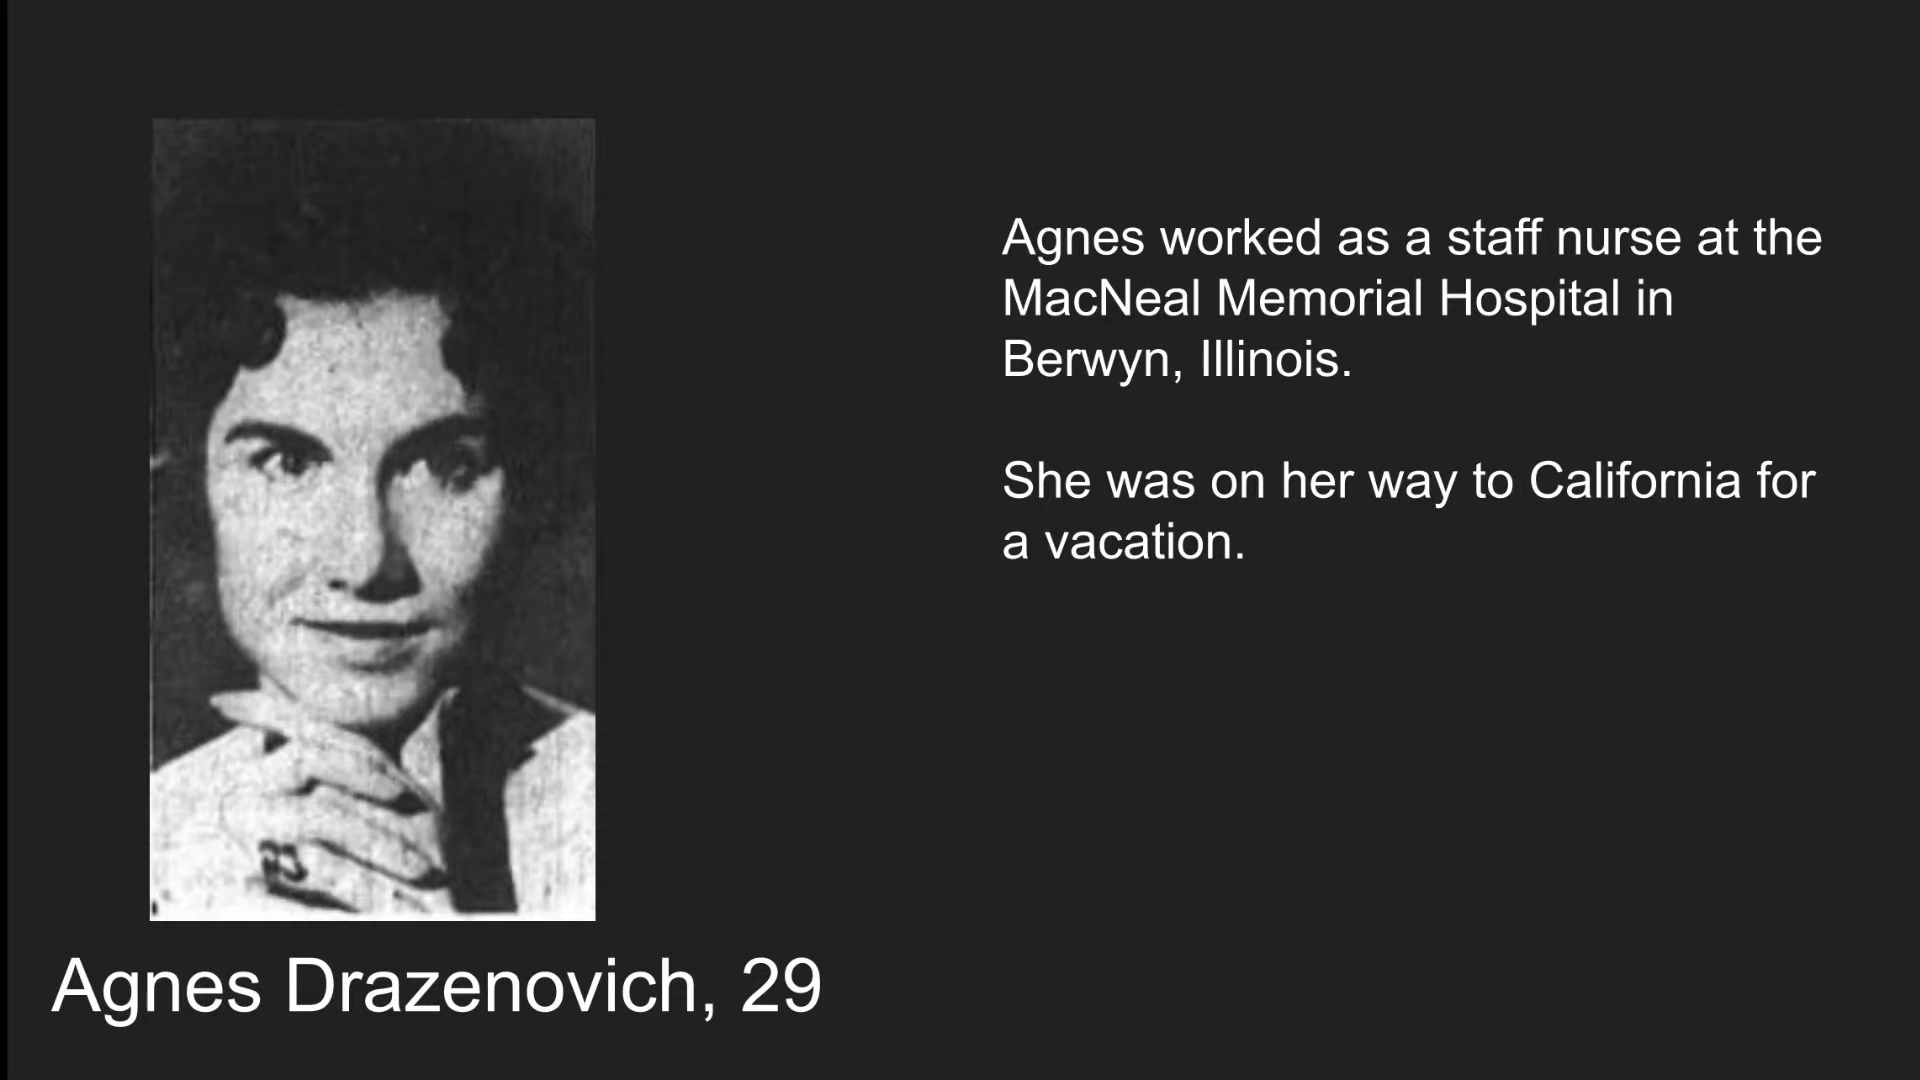 Agnes worked as a staff nurse at the
MacNeal Memorial Hospital in
Berwyn, Illinois.
She was on her way to California for
a vacation.
Agnes Drazenovich, 29